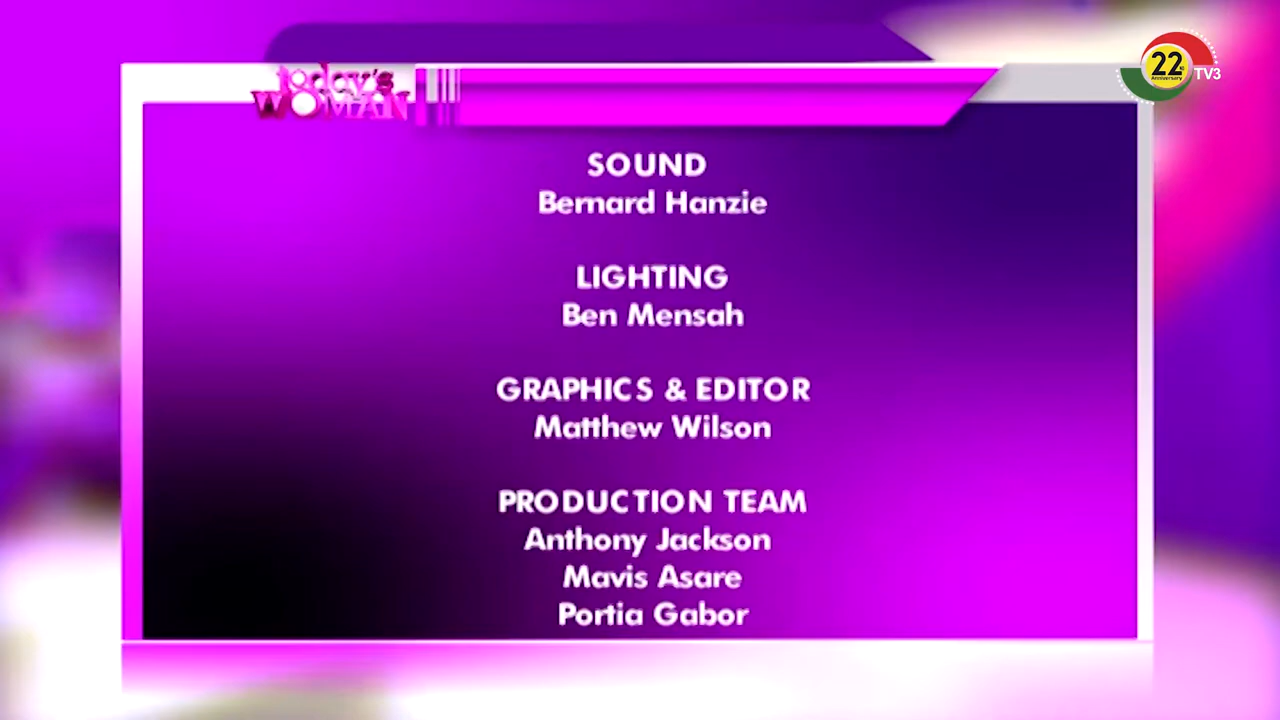 today's
WOMAN
22
Anniversary
TV3
SOUND
Bernard Hanzie
LIGHTING
Ben Mensah
GRAPHICS & EDITOR
Matthew Wilson
PRODUCTION TEAM
Anthony Jackson
Mavis Asare
Portia Gabor